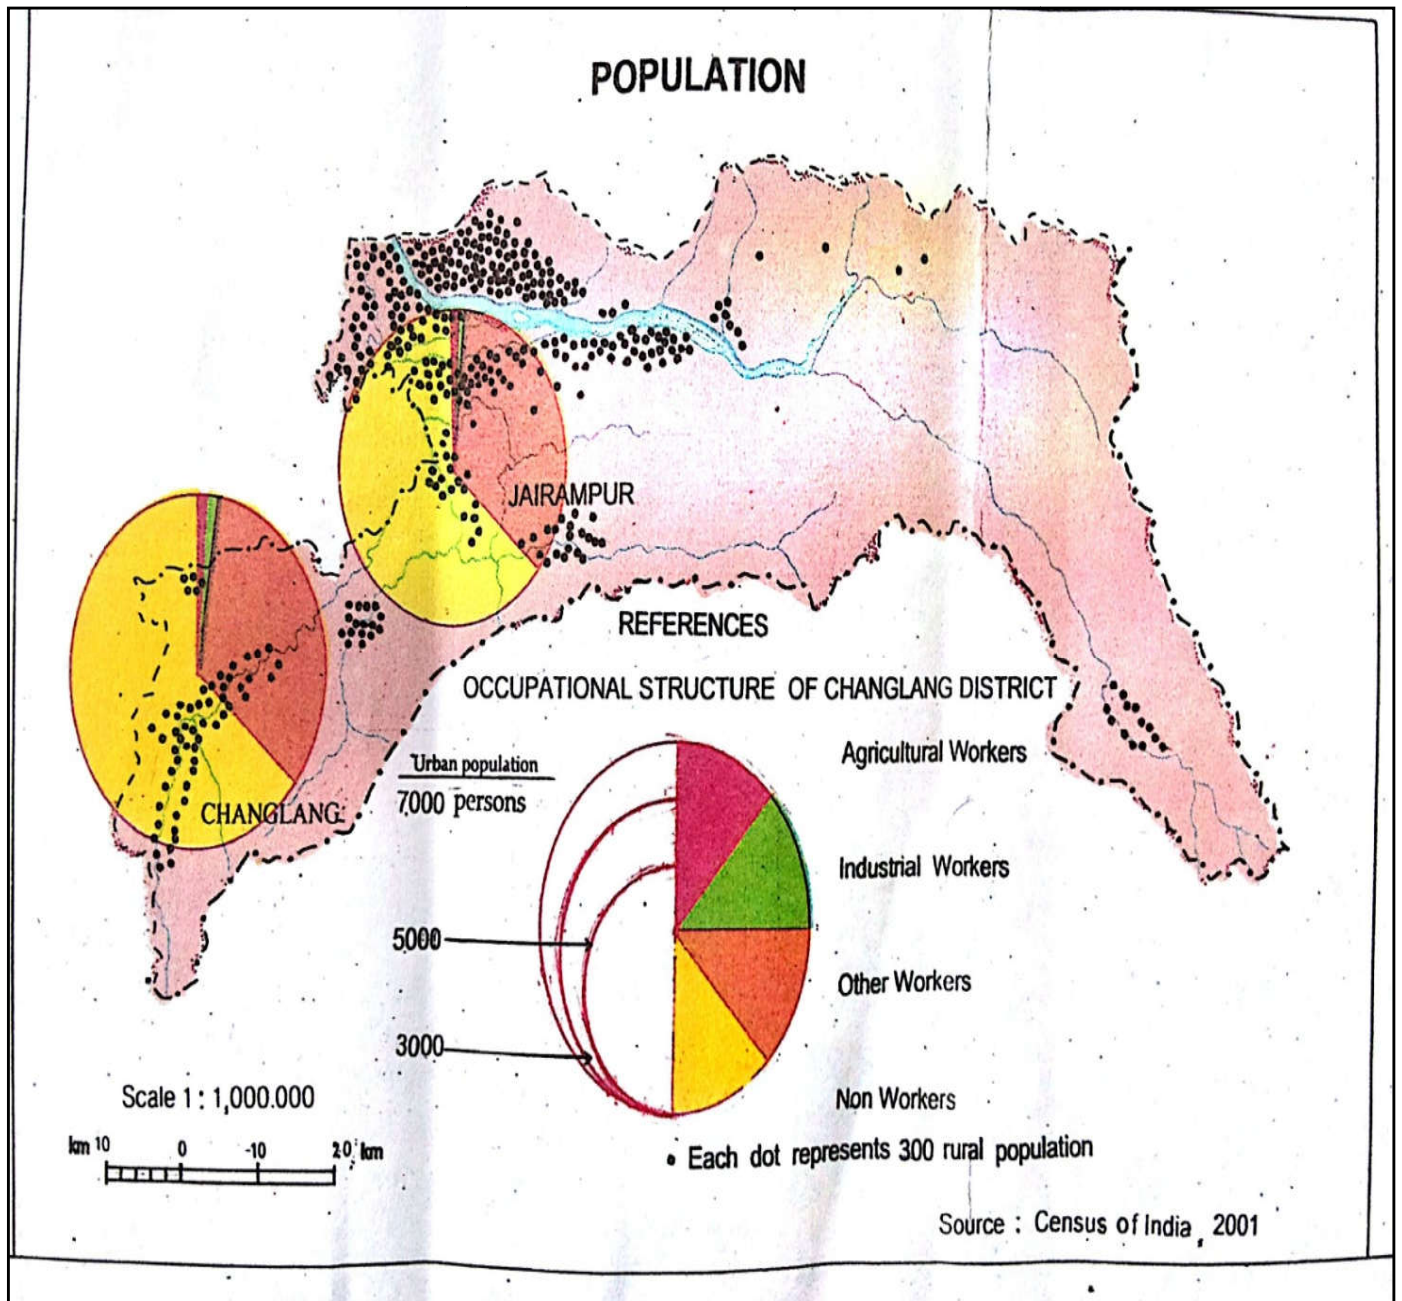 POPULATION
JAIRAMPUR
CHANGLANG
REFERENCES
OCCUPATIONAL STRUCTURE OF CHANGLANG DISTRICT
Urban population
7000 persons
5000
3000
Agricultural Workers
Industrial Workers
Other Workers
Non Workers
• Each dot represents 300 rural population
Scale 1 : 1,000.000
km 10 0 10 20 km
Source : Census of India, 2001